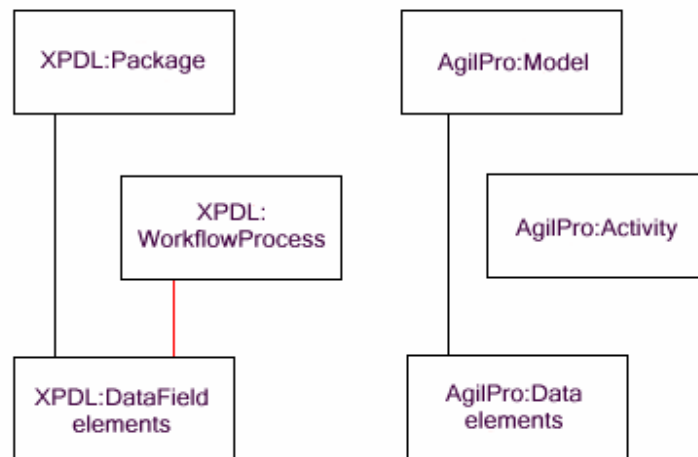 XPDL:Package
AgilPro:Model
XPDL:
WorkflowProcess
AgilPro:Activity
XPDL:DataField
elements
AgilPro:Data
elements